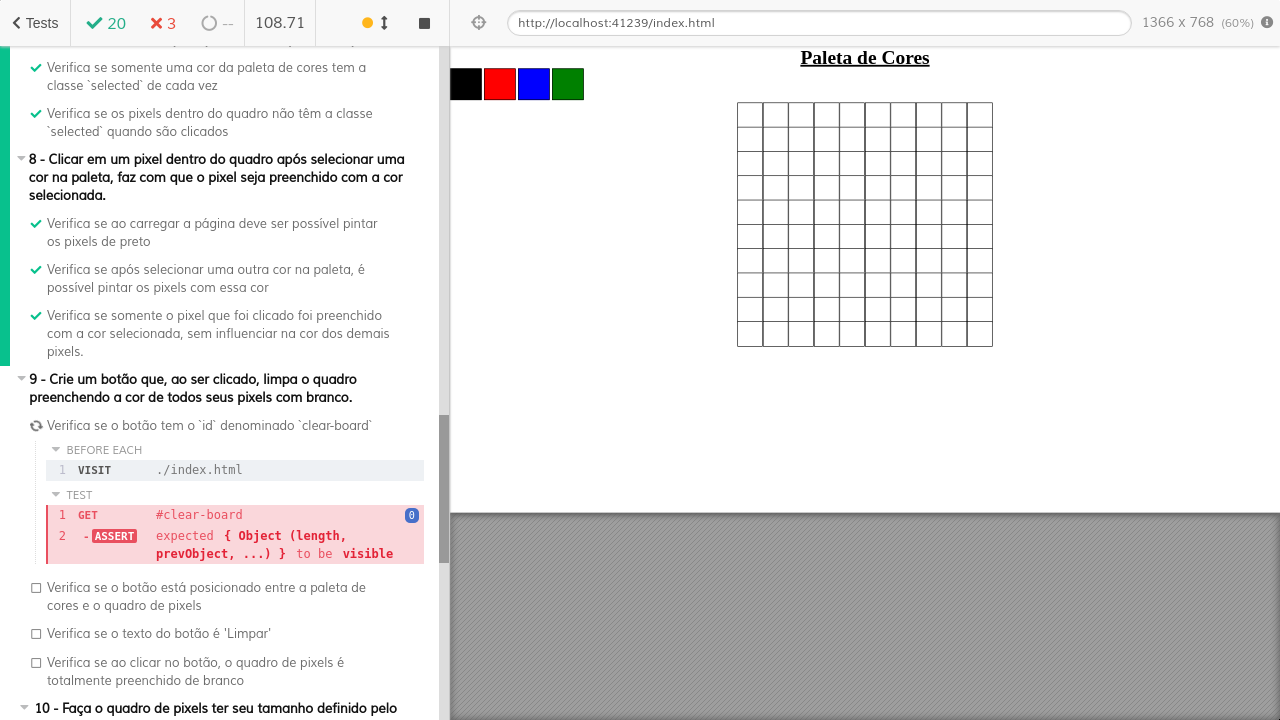 Tests
20
3
--
108.71
http://localhost:41239/index.html
1366 x 768 (60%)
Verifica se somente uma cor da paleta de cores tem a
classe `selected` de cada vez
Verifica se os pixels dentro do quadro não têm a classe
`selected` quando são clicados
8 - Clicar em um pixel dentro do quadro após selecionar uma
cor na paleta, faz com que o pixel seja preenchido com a cor
selecionada.
Verifica se ao carregar a página deve ser possível pintar
os pixels de preto
Verifica se após selecionar uma outra cor na paleta, é
possível pintar os pixels com essa cor
Verifica se somente o pixel que foi clicado foi preenchido
com a cor selecionada, sem influenciar na cor dos demais
pixels.
9 - Crie um botão que, ao ser clicado, limpa o quadro
preenchendo a cor de todos seus pixels com branco.
Verifica se o botão tem o `id` denominado `clear-board`
BEFORE EACH
1 VISIT ./index.html
TEST
1 GET #clear-board 0
2 - ASSERT expected { Object (length,
prevObject, ...) } to be visible
Verifica se o botão está posicionado entre a paleta de
cores e o quadro de pixels
Verifica se o texto do botão é 'Limpar'
Verifica se ao clicar no botão, o quadro de pixels é
totalmente preenchido de branco
10 - Faça o quadro de pixels ter seu tamanho definido pelo
Paleta de Cores